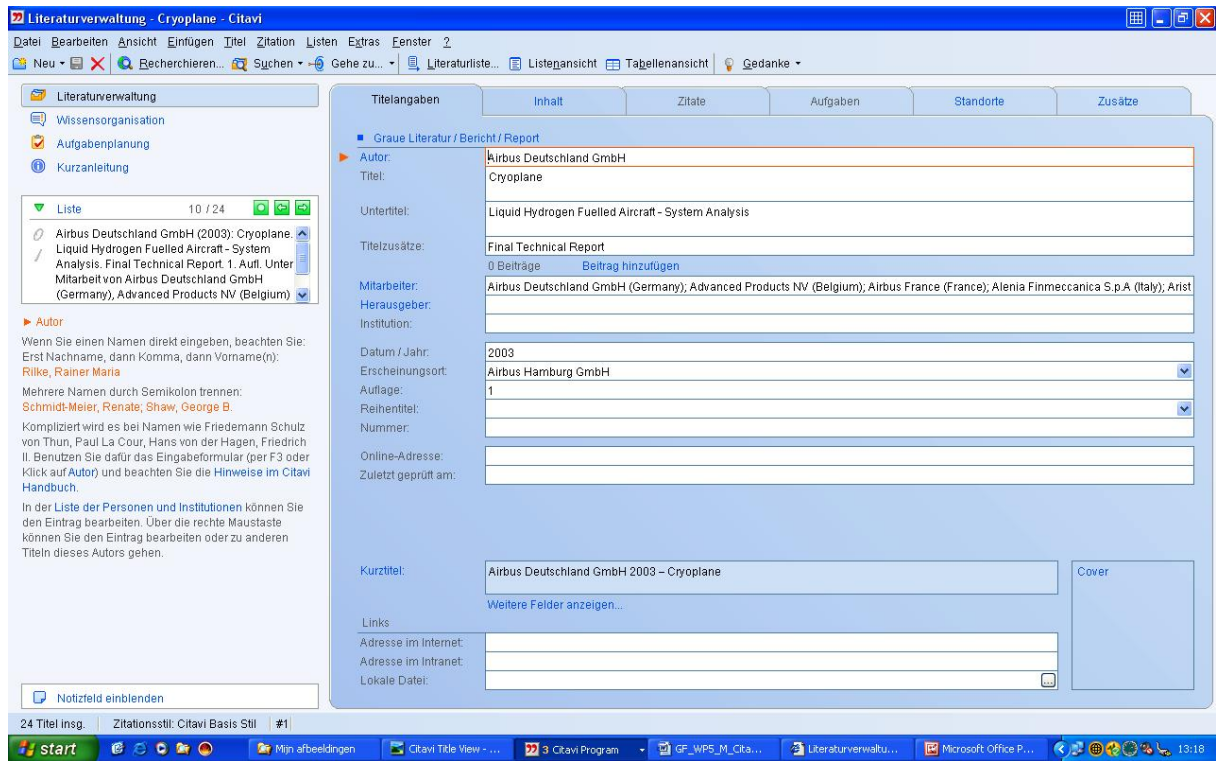 Literaturverwaltung - Cryoplane - Citavi
Datei Bearbeiten Ansicht Einfügen Titel Zitation Listen Extras Fenster ?
Neu Recherchieren... Suchen Gehe zu... Literaturliste... Listenansicht Tabellenansicht Gedanke
Literaturverwaltung
Wissensorganisation
Aufgabenplanung
Kurzanleitung
Liste 10 / 24
Airbus Deutschland GmbH (2003): Cryoplane.
Liquid Hydrogen Fuelled Aircraft - System
Analysis. Final Technical Report. 1. Aufl. Unter
Mitarbeit von Airbus Deutschland GmbH
(Germany), Advanced Products NV (Belgium)
Autor
Wenn Sie einen Namen direkt eingeben, beachten Sie:
Erst Nachname, dann Komma, dann Vorname(n):
Rilke, Rainer Maria
Mehrere Namen durch Semikolon trennen:
Schmidt-Meier, Renate; Shaw, George B.
Kompliziert wird es bei Namen wie Friedemann Schulz
von Thun, Paul La Cour, Hans von der Hagen, Friedrich
II. Benutzen Sie dafür das Eingabeformular (per F3 oder
Klick auf Autor) und beachten Sie die Hinweise im Citavi
Handbuch.
In der Liste der Personen und Institutionen können Sie
den Eintrag bearbeiten. Über die rechte Maustaste
können Sie den Eintrag bearbeiten oder zu anderen
Titeln dieses Autors gehen.
Notizfeld einblenden
Titelangaben Inhalt Zitate Aufgaben Standorte Zusätze
Graue Literatur / Bericht / Report
Autor: Airbus Deutschland GmbH
Titel: Cryoplane
Untertitel: Liquid Hydrogen Fuelled Aircraft - System Analysis
Titelzusätze: Final Technical Report
0 Beiträge Beitrag hinzufügen
Mitarbeiter: Airbus Deutschland GmbH (Germany); Advanced Products NV (Belgium); Airbus France (France); Alenia Finmeccanica S.p.A (Italy); Arist
Herausgeber:
Institution:
Datum / Jahr: 2003
Erscheinungsort: Airbus Hamburg GmbH
Auflage: 1
Reihentitel:
Nummer:
Online-Adresse:
Zuletzt geprüft am:
Kurztitel: Airbus Deutschland GmbH 2003 – Cryoplane
Cover
Weitere Felder anzeigen...
Links
Adresse im Internet:
Adresse im Intranet:
Lokale Datei: ...
24 Titel insg. Zitationsstil: Citavi Basis Stil #1
start Mijn afbeeldingen Citavi Title View - ... 3 Citavi Program GF_WP5_M_Cita... Literaturverwaltu... Microsoft Office P... 13:18